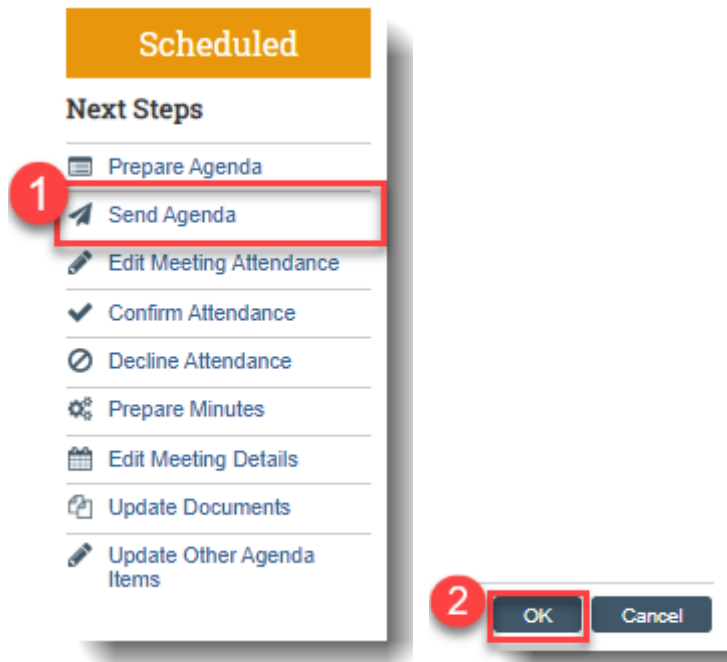 Scheduled
Next Steps
Prepare Agenda
1
Send Agenda
Edit Meeting Attendance
Confirm Attendance
Decline Attendance
Prepare Minutes
Edit Meeting Details
Update Documents
Update Other Agenda
Items
2
OK
Cancel